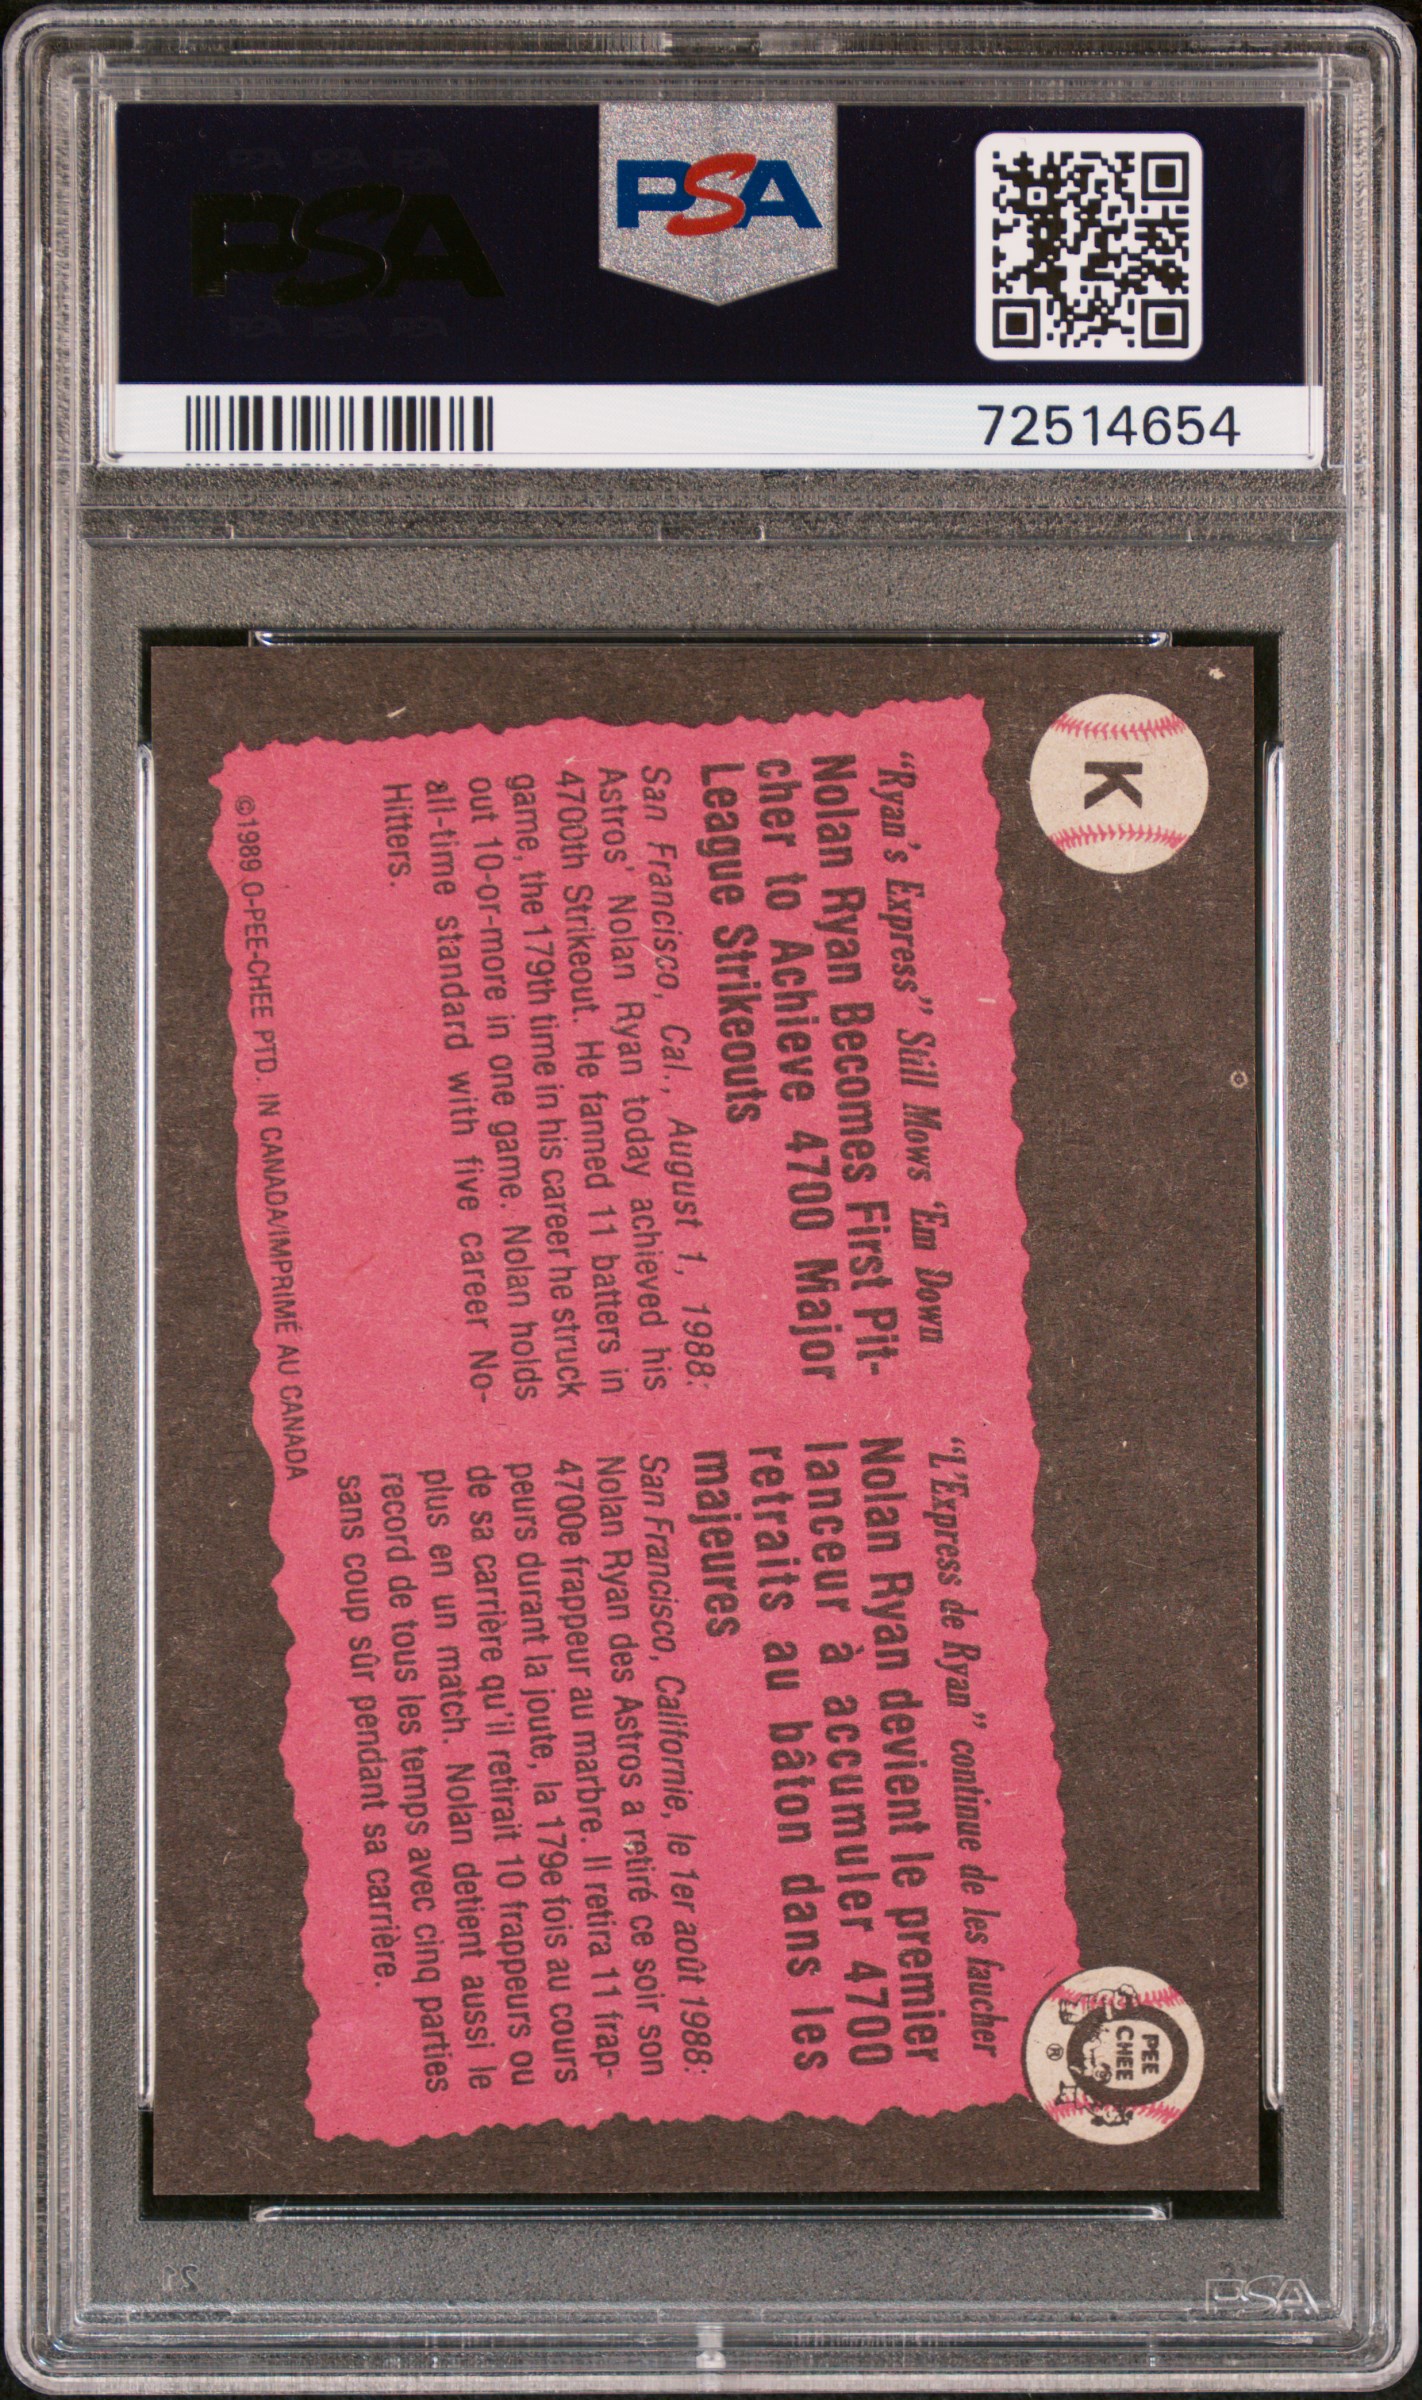 PSA PSA PSA
PSA
PSA PSA PSA
PSA
72514654
K
"Ryan's Express" Still Mows 'Em Down
Nolan Ryan Becomes First Pit-
cher to Achieve 4700 Major
League Strikeouts
San Francisco, Cal., August 1, 1988:
Astros' Nolan Ryan today achieved his
4700th Strikeout. He fanned 11 batters in
game, the 179th time in his career he struck
out 10-or-more in one game. Nolan holds
all-time standard with five career No-
Hitters.
©1989 O-PEE-CHEE PTD. IN CANADA/IMPRIMÉ AU CANADA
"L'Express de Ryan" continue de les faucher
Nolan Ryan devient le premier
lanceur à accumuler 4700
retraits au bâton dans les
majeures
San Francisco, Californie, le 1er août 1988:
Nolan Ryan des Astros a retiré ce soir son
4700e frappeur au marbre. Il retira 11 frap-
peurs durant la joute, la 179e fois au cours
de sa carrière qu'il retirait 10 frappeurs ou
plus en un match. Nolan detient aussi le
record de tous les temps avec cinq parties
sans coup sûr pendant sa carrière.
O
PEE
CHEE
®
21
PSA